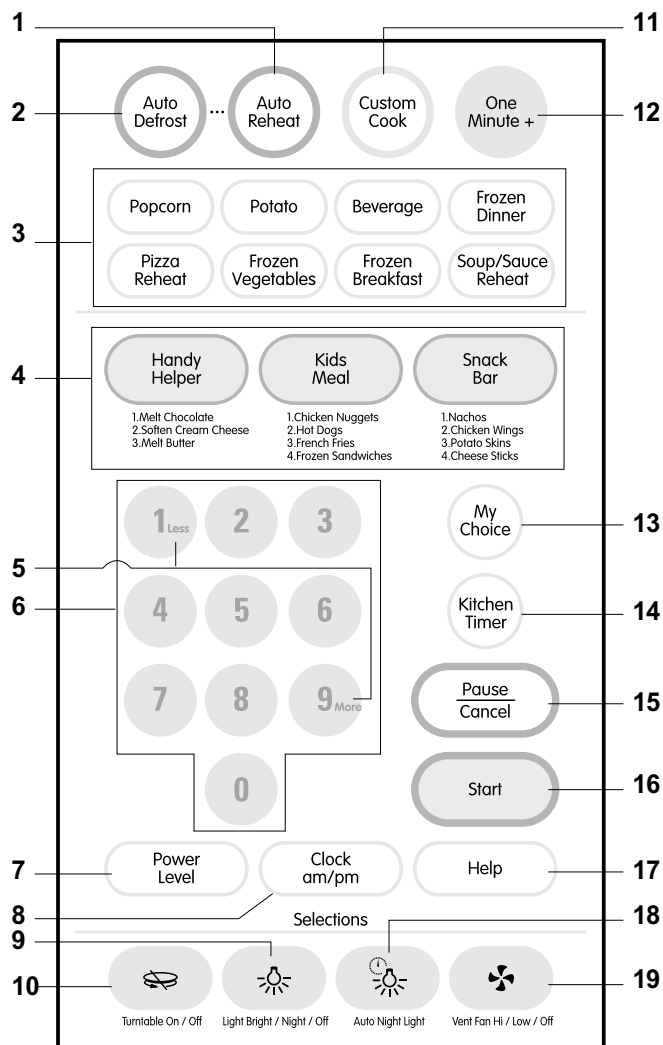 1
11
2
Auto
Defrost
...
Auto
Reheat
Custom
Cook
One
Minute +
12
3
Popcorn
Potato
Beverage
Frozen
Dinner
Pizza
Reheat
Frozen
Vegetables
Frozen
Breakfast
Soup/Sauce
Reheat
4
Handy
Helper
Kids
Meal
Snack
Bar
1.Melt Chocolate
2.Soften Cream Cheese
3.Melt Butter
1.Chicken Nuggets
2.Hot Dogs
3.French Fries
4.Frozen Sandwiches
1.Nachos
2.Chicken Wings
3.Potato Skins
4.Cheese Sticks
1 Less
2
3
My
Choice
13
5
6
4
5
6
Kitchen
Timer
14
7
8
9 More
Pause
Cancel
15
0
Start
16
7
Power
Level
Clock
am/pm
Help
17
8
Selections
18
9
10
19
Turntable On / Off
Light Bright / Night / Off
Auto Night Light
Vent Fan Hi / Low / Off